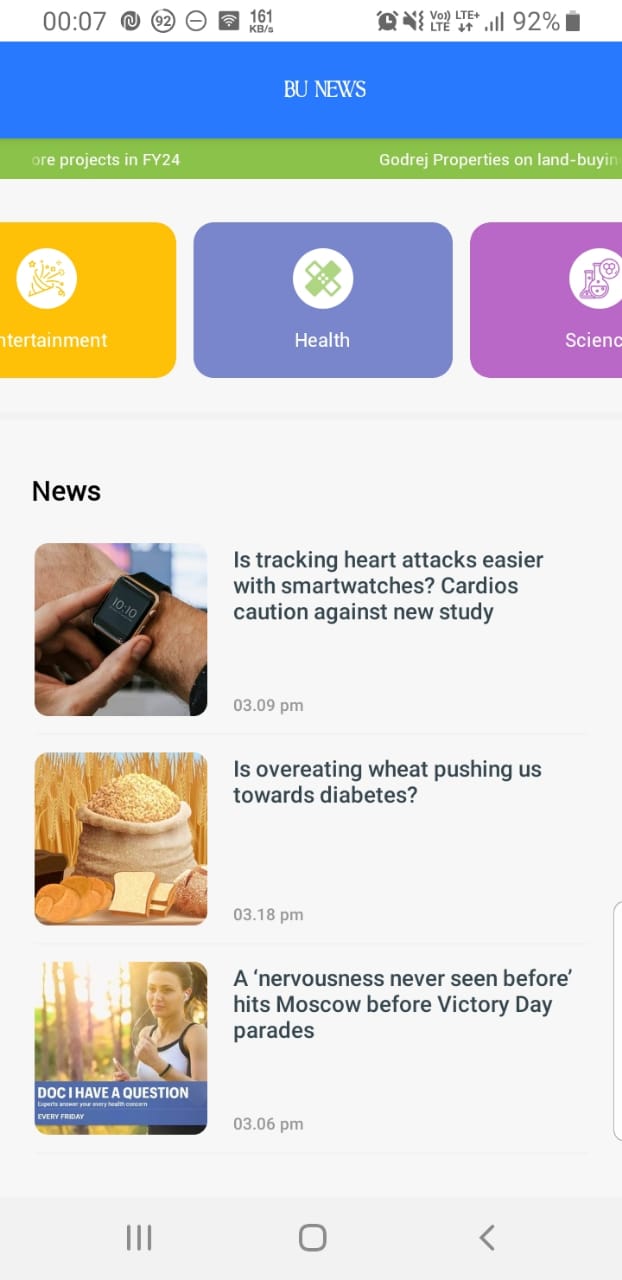 00:07 92 161 KB/s Vo)) LTE LTE+ 92%
BU NEWS
ore projects in FY24 Godrej Properties on land-buyin
ntertainment Health Scienc
News
Is tracking heart attacks easier
with smartwatches? Cardios
caution against new study
10:10
03.09 pm
Is overeating wheat pushing us
towards diabetes?
03.18 pm
A ‘nervousness never seen before’
hits Moscow before Victory Day
parades
DOC I HAVE A QUESTION
Experts answer your every health concern
EVERY FRIDAY
03.06 pm